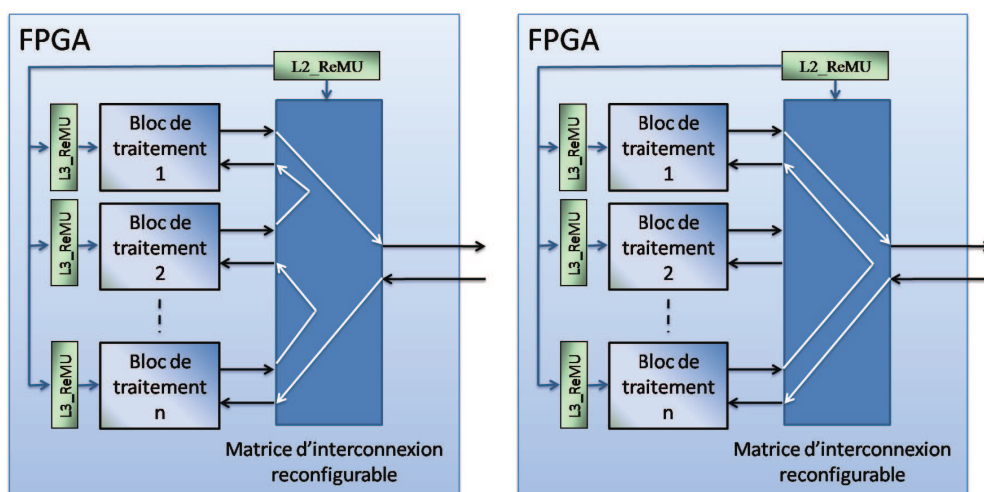 FPGA
L2_ReMU
L3_ReMU
Bloc de
traitement
1
L3_ReMU
Bloc de
traitement
2
L3_ReMU
Bloc de
traitement
n
Matrice d'interconnexion
reconfigurable
FPGA
L2_ReMU
L3_ReMU
Bloc de
traitement
1
L3_ReMU
Bloc de
traitement
2
L3_ReMU
Bloc de
traitement
n
Matrice d'interconnexion
reconfigurable